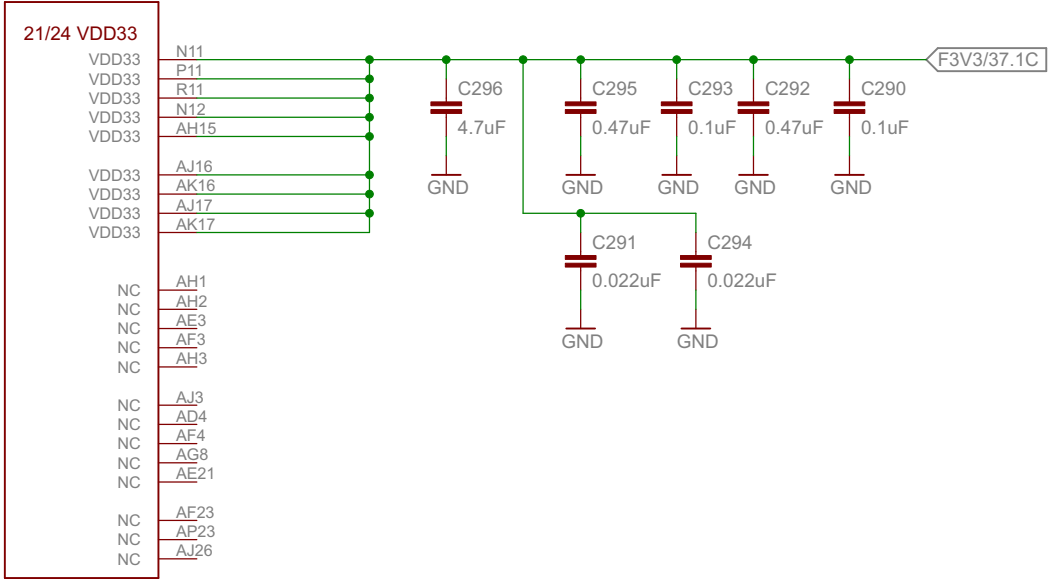 21/24 VDD33
VDD33 N11
VDD33 P11
VDD33 R11
VDD33 N12
VDD33 AH15
VDD33 AJ16
VDD33 AK16
VDD33 AJ17
VDD33 AK17
NC AH1
NC AH2
NC AE3
NC AF3
NC AH3
NC AJ3
NC AD4
NC AF4
NC AG8
NC AE21
NC AF23
NC AP23
NC AJ26
F3V3/37.1C
C296 C295 C293 C292 C290
4.7uF 0.47uF 0.1uF 0.47uF 0.1uF
GND GND GND GND GND
C291 C294
0.022uF 0.022uF
GND GND